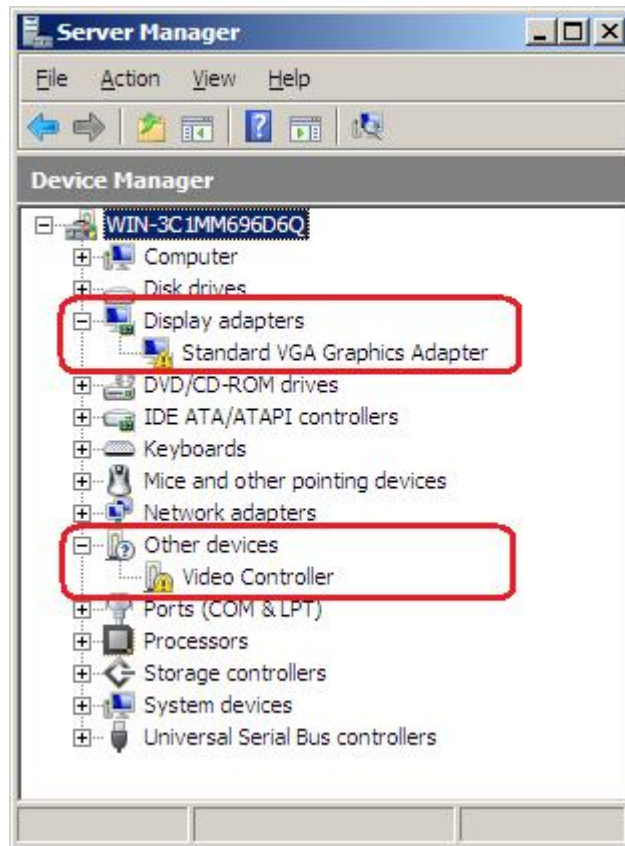 Server Manager
File Action View Help
Device Manager
WIN-3C1MM696D6Q
Computer
Disk drives
Display adapters
Standard VGA Graphics Adapter
DVD/CD-ROM drives
IDE ATA/ATAPI controllers
Keyboards
Mice and other pointing devices
Network adapters
Other devices
Video Controller
Ports (COM & LPT)
Processors
Storage controllers
System devices
Universal Serial Bus controllers